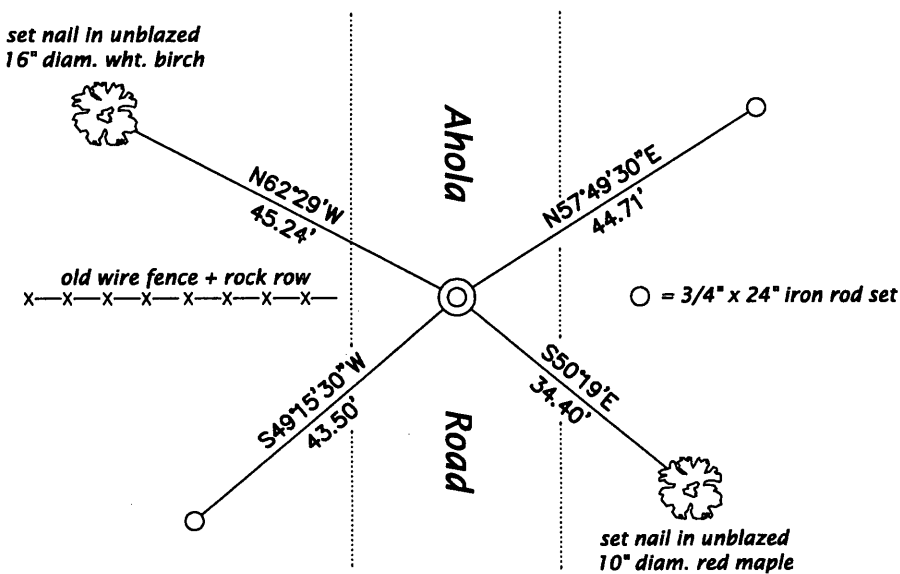 set nail in unblazed
16" diam. wht. birch
Ahola
N62°29'W
45.24'
N57°49'30"E
44.71'
old wire fence + rock row
x—x—x—x—x—x—x—x—
= 3/4" x 24" iron rod set
S49°15'30"W
43.50'
S50°19'E
34.40'
Road
set nail in unblazed
10" diam. red maple